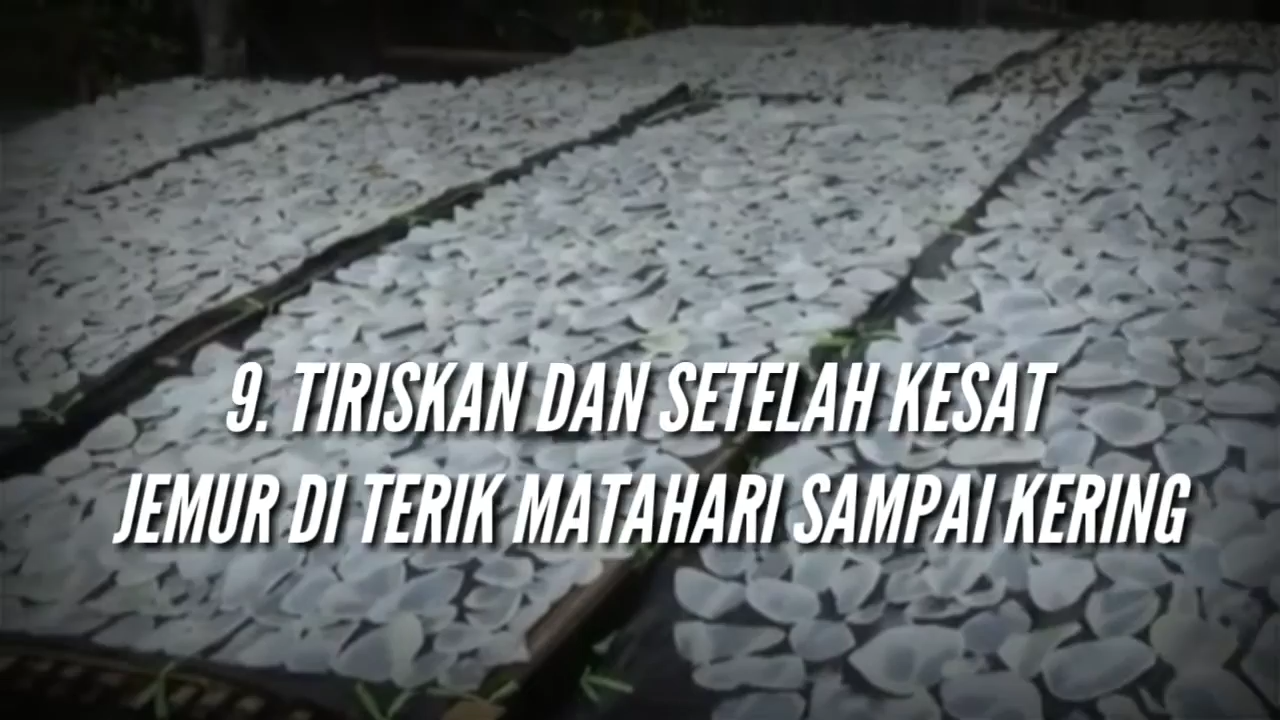 9. TIRISKAN DAN SETELAH KESAT
JEMUR DI TERIK MATAHARI SAMPAI KERING